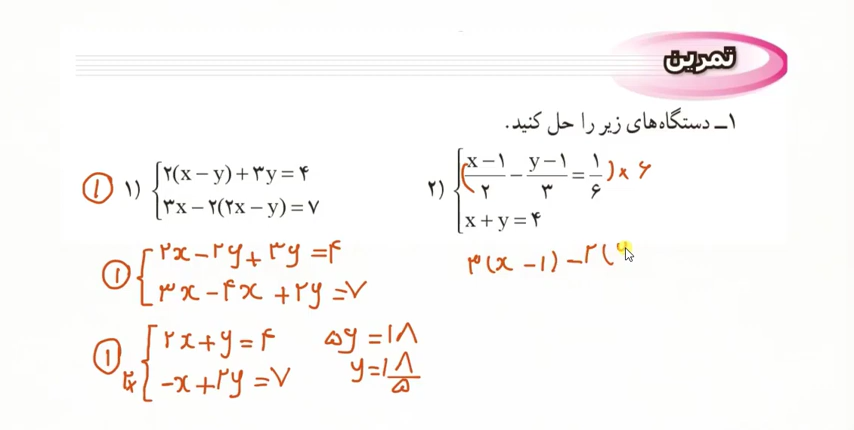 تمرین
۱ــ دستگاه‌های زیر را حل کنید.
① ۱) { ۲(x − y) + ۳y = ۴
۳x − ۲(۲x − y) = ۷
۲) { (x − ۱/۲ − y − ۱/۳ = ۱/۶) × ۶
x + y = ۴
① { ۲x − ۲y + ۳y = ۴
۳x − ۴x + ۲y = ۷
① { ۲x + y = ۴
۲× { −x + ۲y = ۷
۵y = ۱۸
y = ۱۸/۵
۳(x − ۱) − ۲(